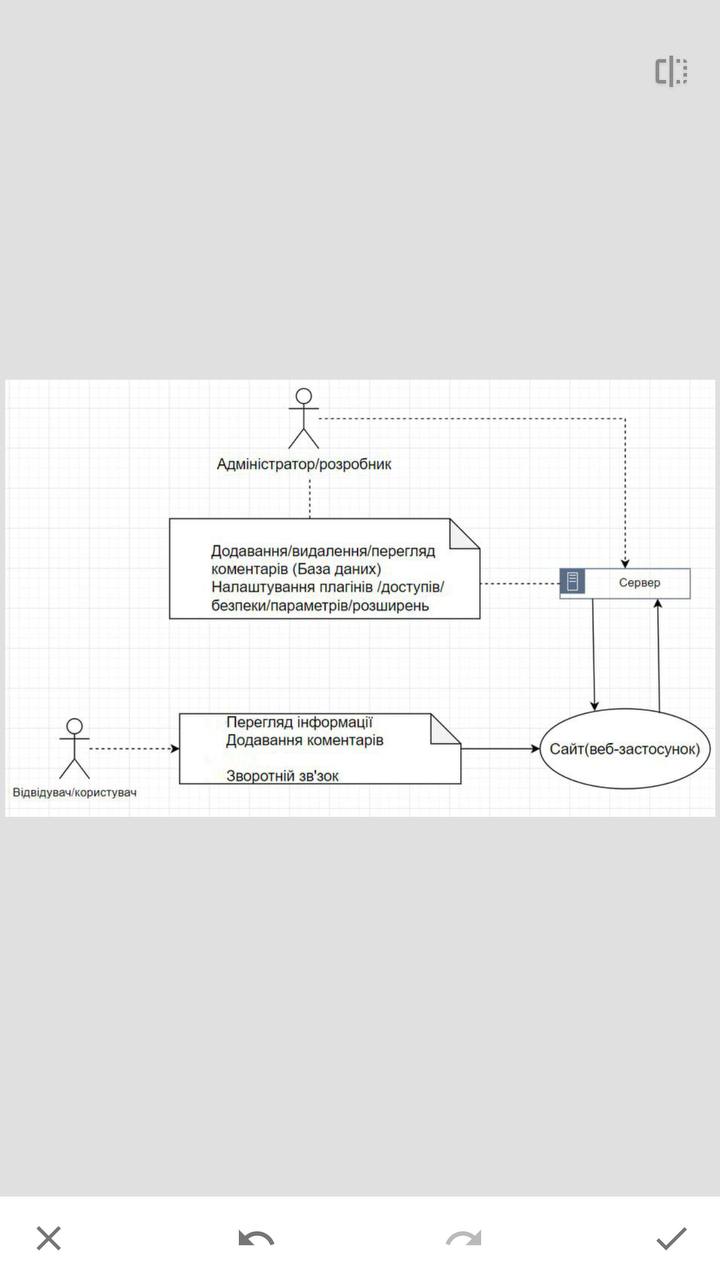 Адміністратор/розробник
Додавання/видалення/перегляд
коментарів (База даних)
Налаштування плагінів /доступів/
безпеки/параметрів/розширень
Сервер
Перегляд інформації
Додавання коментарів
Зворотній зв'зок
Сайт(веб-застосунок)
Відвідувач/користувач